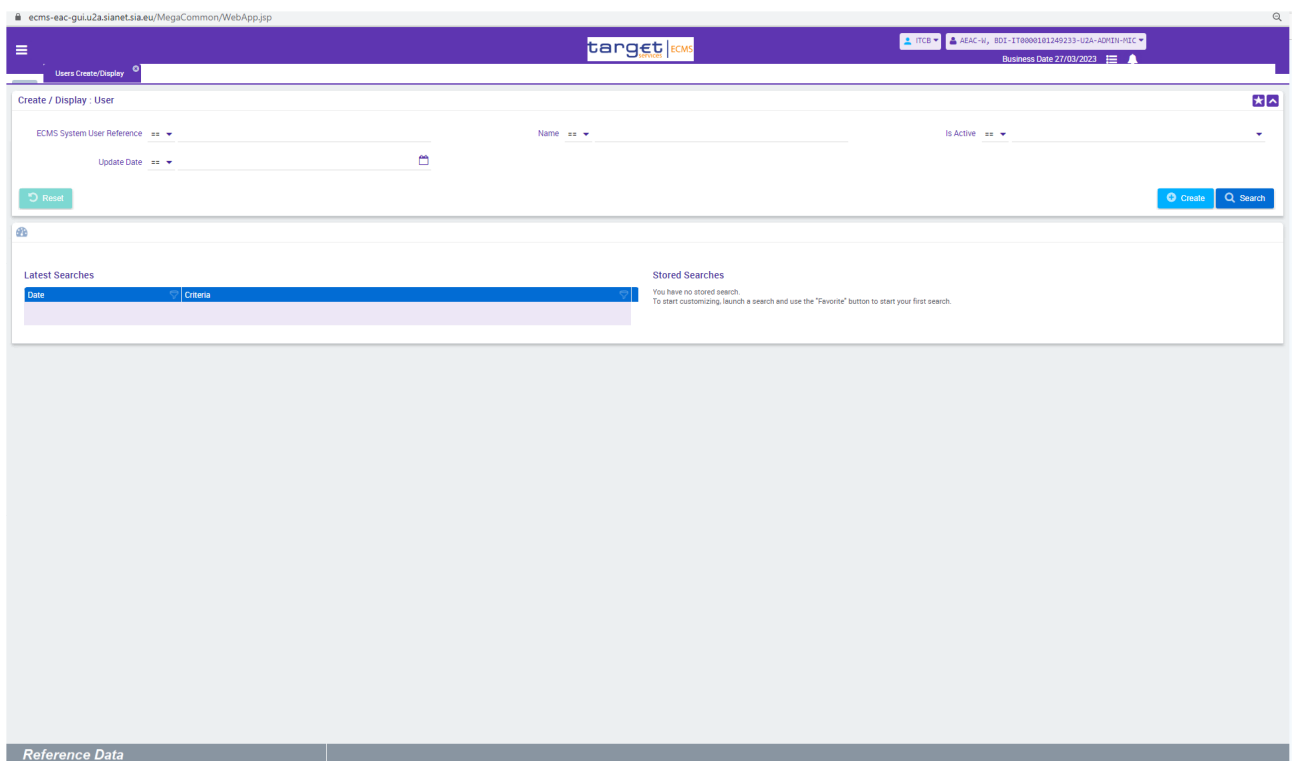 ecms-eac-gui.u2a.sianet.sia.eu/MegaCommon/WebApp.jsp
target services ECMS
ITCB
AEAC-W, BDI-IT0000101249233-U2A-ADMIN-MIC
Business Date 27/03/2023
Users Create/Display
Create / Display : User
ECMS System User Reference == Name == Is Active ==
Update Date ==
Reset Create Search
Latest Searches
Date Criteria
Stored Searches
You have no stored search.
To start customizing, launch a search and use the "Favorite" button to start your first search.
Reference Data